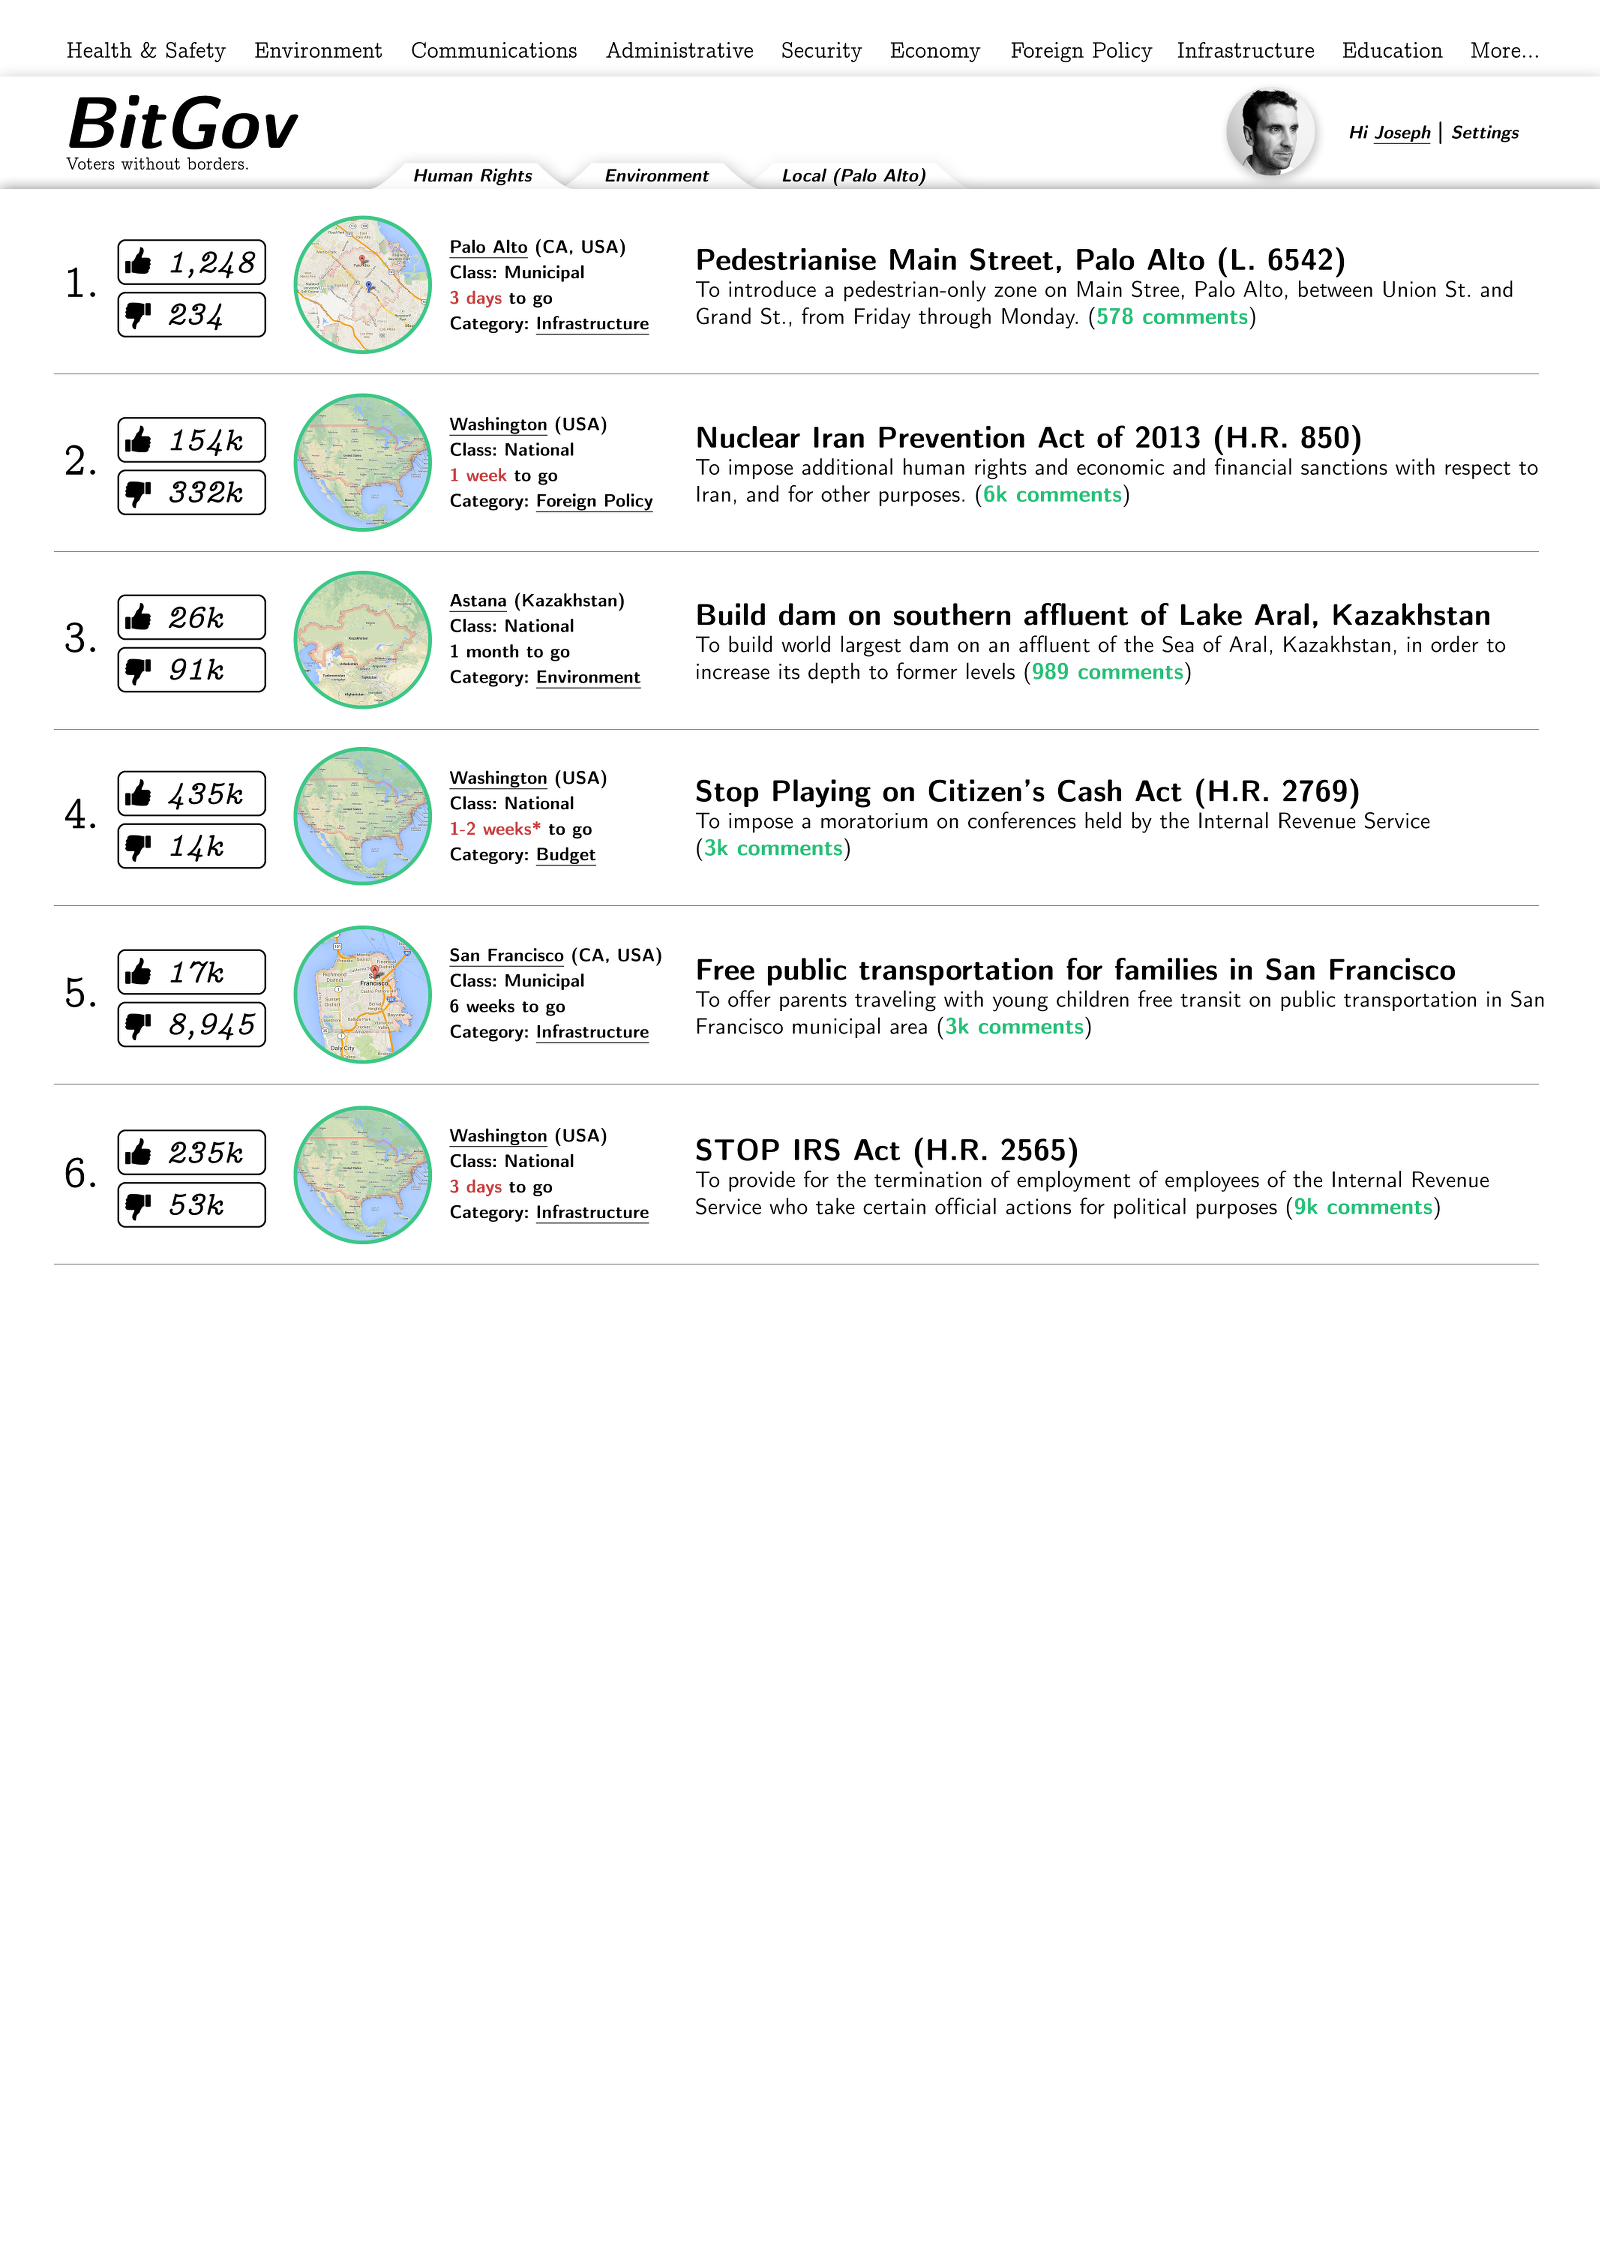 Health & Safety Environment Communications Administrative Security Economy Foreign Policy Infrastructure Education More...
BitGov
Voters without borders.
Hi Joseph | Settings
Human Rights Environment Local (Palo Alto)
1.
1,248
234
Palo Alto (CA, USA)
Class: Municipal
3 days to go
Category: Infrastructure
Pedestrianise Main Street, Palo Alto (L. 6542)
To introduce a pedestrian-only zone on Main Stree, Palo Alto, between Union St. and
Grand St., from Friday through Monday. (578 comments)
2.
154k
332k
Washington (USA)
Class: National
1 week to go
Category: Foreign Policy
Nuclear Iran Prevention Act of 2013 (H.R. 850)
To impose additional human rights and economic and financial sanctions with respect to
Iran, and for other purposes. (6k comments)
3.
26k
91k
Astana (Kazakhstan)
Class: National
1 month to go
Category: Environment
Build dam on southern affluent of Lake Aral, Kazakhstan
To build world largest dam on an affluent of the Sea of Aral, Kazakhstan, in order to
increase its depth to former levels (989 comments)
4.
435k
14k
Washington (USA)
Class: National
1-2 weeks* to go
Category: Budget
Stop Playing on Citizen's Cash Act (H.R. 2769)
To impose a moratorium on conferences held by the Internal Revenue Service
(3k comments)
5.
17k
8,945
San Francisco (CA, USA)
Class: Municipal
6 weeks to go
Category: Infrastructure
Free public transportation for families in San Francisco
To offer parents traveling with young children free transit on public transportation in San
Francisco municipal area (3k comments)
6.
235k
53k
Washington (USA)
Class: National
3 days to go
Category: Infrastructure
STOP IRS Act (H.R. 2565)
To provide for the termination of employment of employees of the Internal Revenue
Service who take certain official actions for political purposes (9k comments)